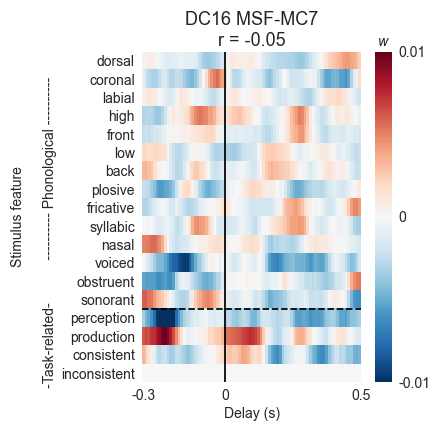 DC16 MSF-MC7
r = -0.05
w
dorsal
coronal
labial
high
front
low
back
plosive
fricative
syllabic
nasal
voiced
obstruent
sonorant
perception
production
consistent
inconsistent
Stimulus feature
---------- Phonological ----------
-Task-related-
0.01
0
-0.01
-0.3 0 0.5
Delay (s)